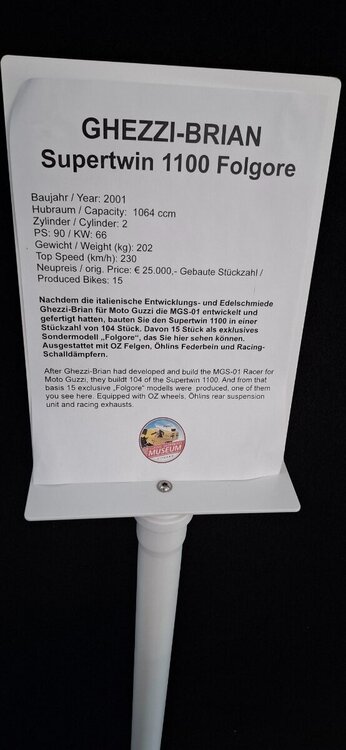 GHEZZI-BRIAN
Supertwin 1100 Folgore
Baujahr / Year: 2001
Hubraum / Capacity: 1064 ccm
Zylinder / Cylinder: 2
PS: 90 / KW: 66
Gewicht / Weight (kg): 202
Top Speed (km/h): 230
Neupreis / orig. Price: € 25.000,- Gebaute Stückzahl /
Produced Bikes: 15
Nachdem die italienische Entwicklungs- und Edelschmiede
Ghezzi-Brian für Moto Guzzi die MGS-01 entwickelt und
gefertigt hatten, bauten Sie den Supertwin 1100 in einer
Stückzahl von 104 Stück. Davon 15 Stück als exklusives
Sondermodell „Folgore“, das Sie hier sehen können.
Ausgestattet mit OZ Felgen, Öhlins Federbein und Racing-
Schalldämpfern.
After Ghezzi-Brian had developed and build the MGS-01 Racer for
Moto Guzzi, they buildt 104 of the Supertwin 1100. And from that
basis 15 exclusive „Folgore“ modells were produced, one of them
you see here. Equipped with OZ wheels, Öhlins rear suspension
unit and racing exhausts.
MUSEUM